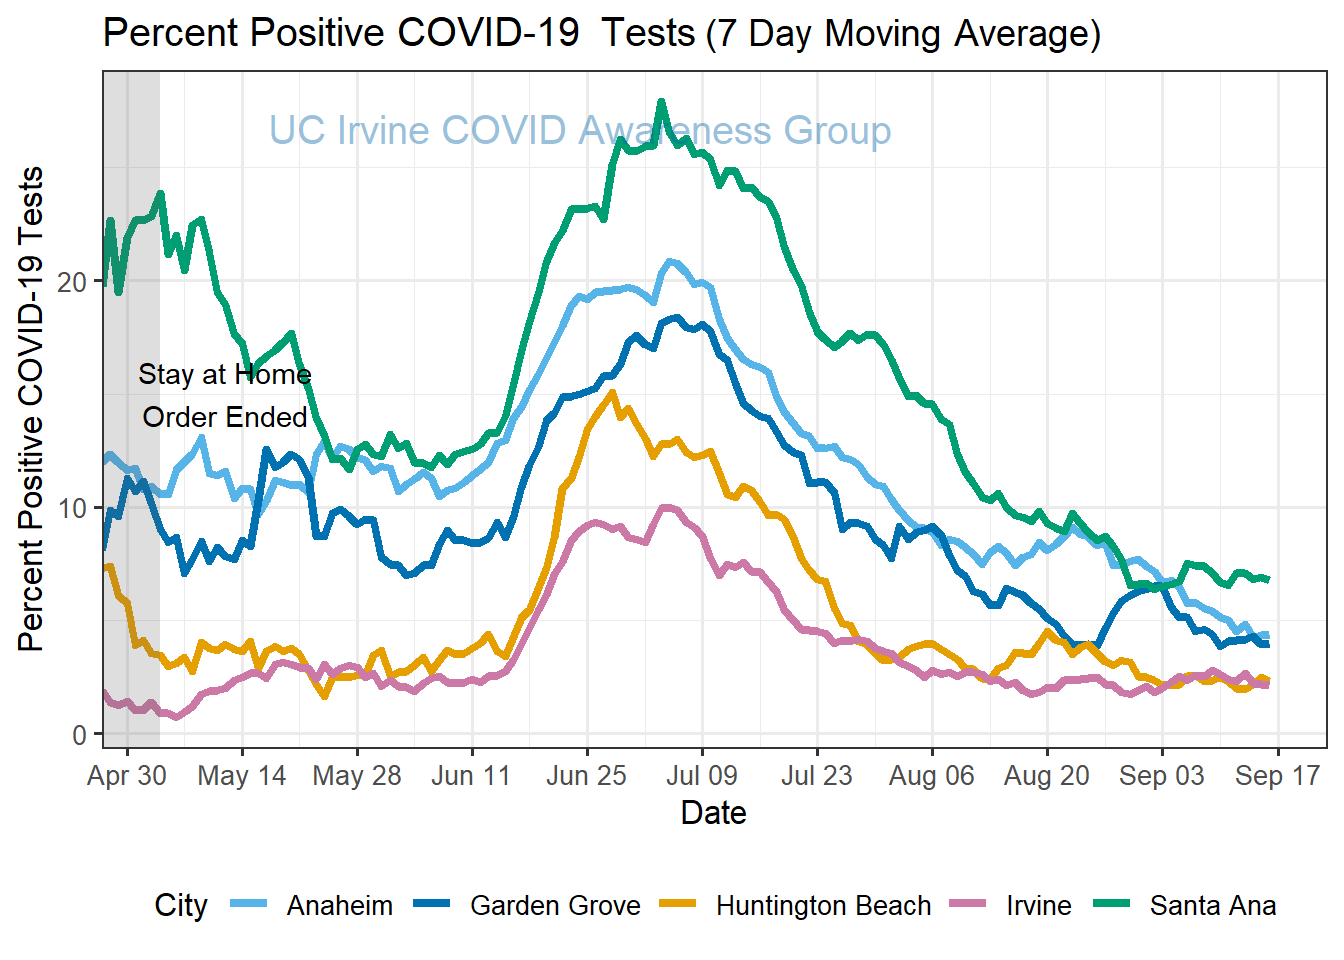 Percent Positive COVID-19  Tests (7 Day Moving Average)
UC Irvine COVID Awareness Group
Percent Positive COVID-19 Tests
20
10
0
Stay at Home
Order Ended
Apr 30 May 14 May 28 Jun 11 Jun 25 Jul 09 Jul 23 Aug 06 Aug 20 Sep 03 Sep 17
Date
City Anaheim Garden Grove Huntington Beach Irvine Santa Ana